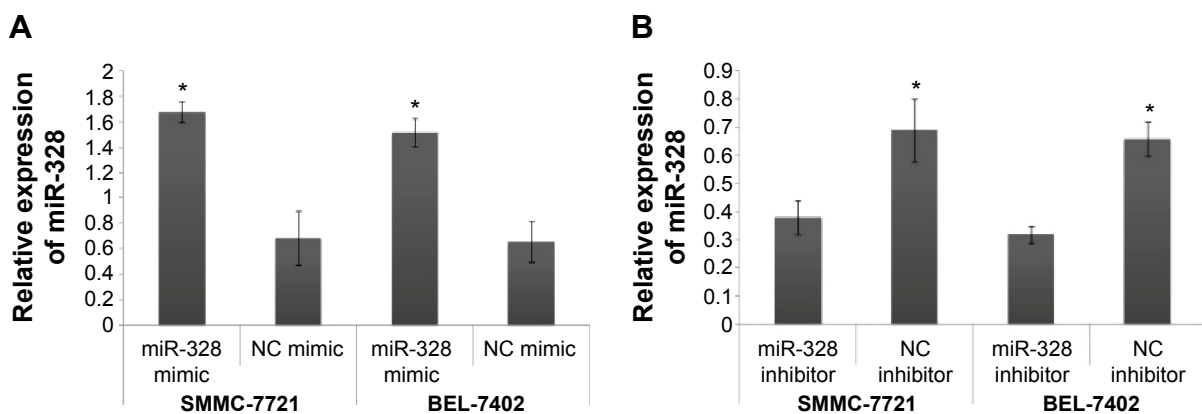 A
Relative expression
of miR-328
2
1.8
1.6
1.4
1.2
1
0.8
0.6
0.4
0.2
0
*
*
miR-328
mimic
NC mimic
miR-328
mimic
NC mimic
SMMC-7721
BEL-7402
B
Relative expression
of miR-328
0.9
0.8
0.7
0.6
0.5
0.4
0.3
0.2
0.1
0
*
*
miR-328
inhibitor
NC
inhibitor
miR-328
inhibitor
NC
inhibitor
SMMC-7721
BEL-7402